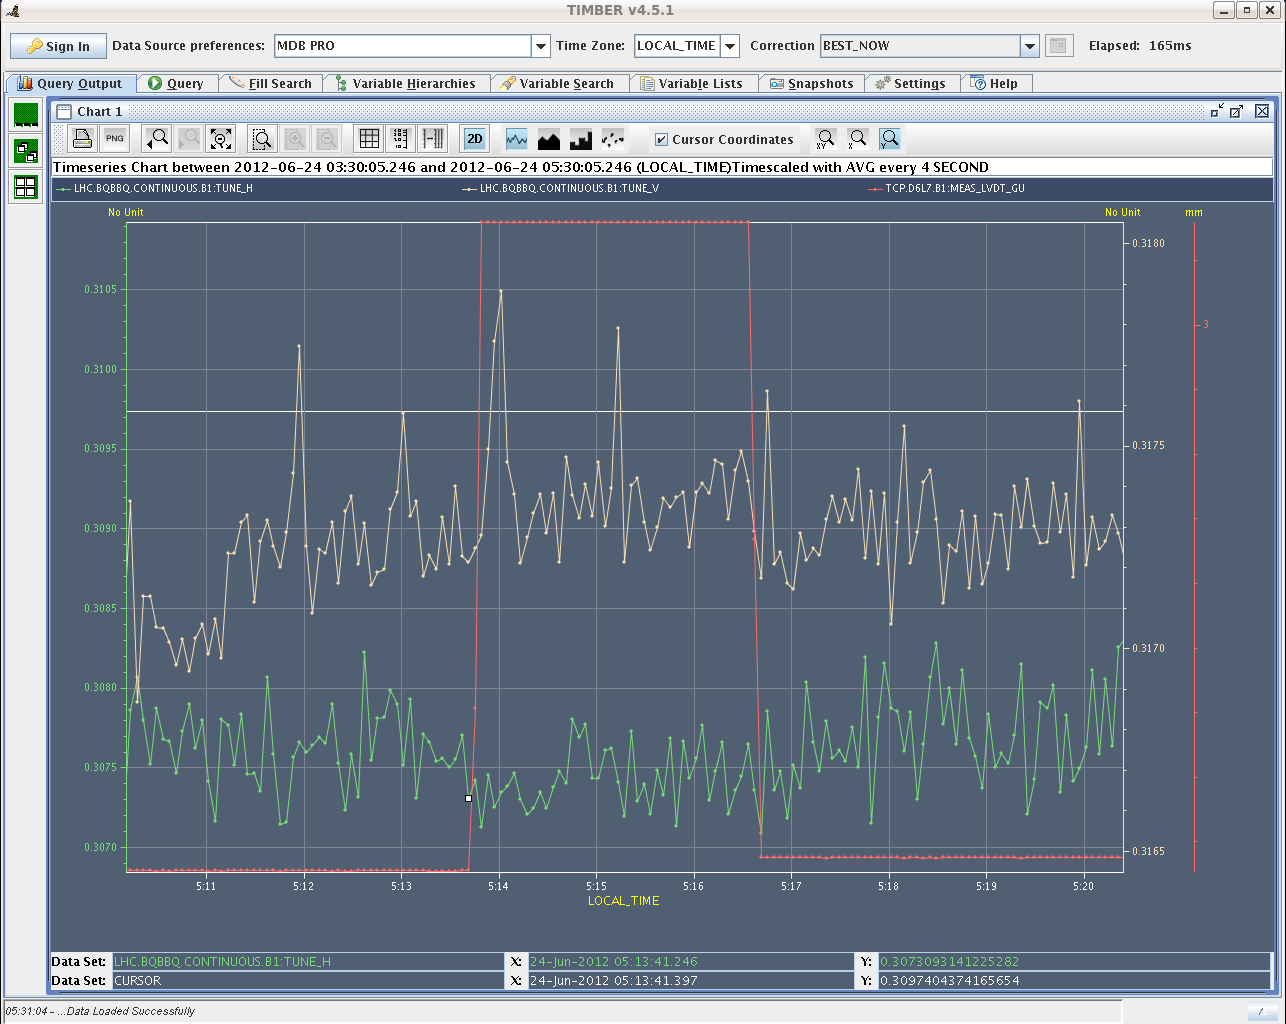 TIMBER v4.5.1
Sign In Data Source preferences: MDB PRO Time Zone: LOCAL_TIME Correction BEST_NOW Elapsed: 165ms
Query Output Query Fill Search Variable Hierarchies Variable Search Variable Lists Snapshots Settings Help
Chart 1
PNG 2D Cursor Coordinates XY X Y
Timeseries Chart between 2012-06-24 03:30:05.246 and 2012-06-24 05:30:05.246 (LOCAL_TIME)Timescaled with AVG every 4 SECOND
LHC.BQBBQ.CONTINUOUS.B1:TUNE_H LHC.BQBBQ.CONTINUOUS.B1:TUNE_V TCP.D6L7.B1:MEAS_LVDT_GU
No Unit No Unit mm
0.3180
0.3105
3
0.3100
0.3095 0.3175
0.3090
0.3085
0.3170
0.3080
0.3075
0.3070 0.3165
5:11 5:12 5:13 5:14 5:15 5:16 5:17 5:18 5:19 5:20
LOCAL_TIME
Data Set: LHC.BQBBQ.CONTINUOUS.B1:TUNE_H X: 24-Jun-2012 05:13:41.246 Y: 0.3073093141225282
Data Set: CURSOR X: 24-Jun-2012 05:13:41.397 Y: 0.3097404374165654
05:31:04 - ...Data Loaded Successfully